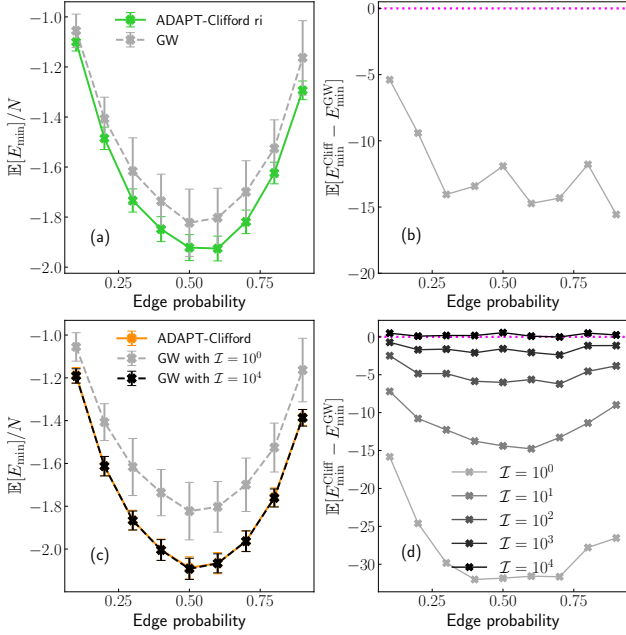 −1.0
−1.2
−1.4
−1.6
−1.8
−2.0
𝔼[E_min]/N
ADAPT-Clifford ri
GW
(a)
0.25 0.50 0.75
Edge probability
0
−5
−10
−15
−20
𝔼[E_min^Cliff − E_min^GW]
(b)
0.25 0.50 0.75
Edge probability
−1.0
−1.2
−1.4
−1.6
−1.8
−2.0
𝔼[E_min]/N
ADAPT-Clifford
GW with ℐ = 10^0
GW with ℐ = 10^4
(c)
0.25 0.50 0.75
Edge probability
0
−5
−10
−15
−20
−25
−30
𝔼[E_min^Cliff − E_min^GW]
ℐ = 10^0
ℐ = 10^1
ℐ = 10^2
ℐ = 10^3
ℐ = 10^4
(d)
0.25 0.50 0.75
Edge probability